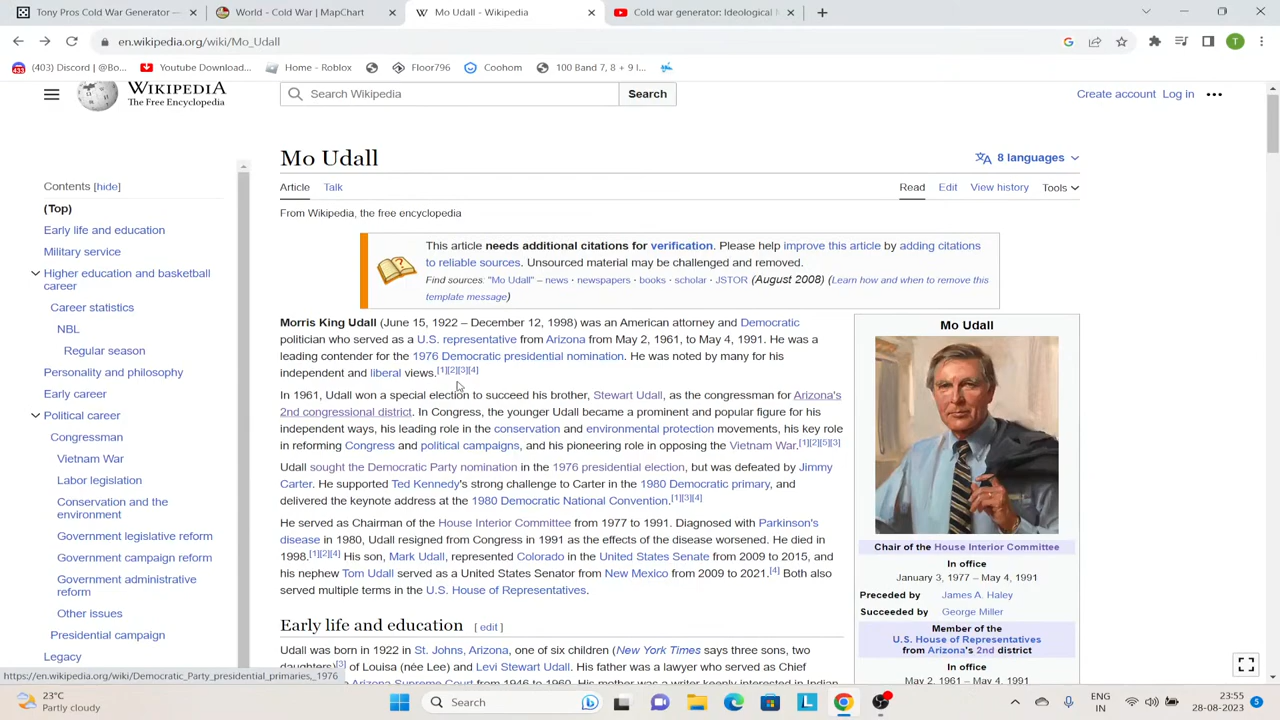 Tony Pros Cold War Generator —
World - Cold War | MapChart
Mo Udall - Wikipedia
Cold war generator: Ideological
en.wikipedia.org/wiki/Mo_Udall
(403) Discord | @Bo...
Youtube Download...
Home - Roblox
Floor796
Coohom
100 Band 7, 8 + 9 I...
WIKIPEDIA
The Free Encyclopedia
Search Wikipedia
Search
Create account
Log in
Mo Udall
8 languages
Article
Talk
Read
Edit
View history
Tools
From Wikipedia, the free encyclopedia
Contents [hide]
(Top)
Early life and education
Military service
Higher education and basketball
career
Career statistics
NBL
Regular season
Personality and philosophy
Early career
Political career
Congressman
Vietnam War
Labor legislation
Conservation and the
environment
Government legislative reform
Government campaign reform
Government administrative
reform
Other issues
Presidential campaign
Legacy
This article needs additional citations for verification. Please help improve this article by adding citations
to reliable sources. Unsourced material may be challenged and removed.
Find sources: "Mo Udall" – news · newspapers · books · scholar · JSTOR (August 2008) (Learn how and when to remove this
template message)
Morris King Udall (June 15, 1922 – December 12, 1998) was an American attorney and Democratic
politician who served as a U.S. representative from Arizona from May 2, 1961, to May 4, 1991. He was a
leading contender for the 1976 Democratic presidential nomination. He was noted by many for his
independent and liberal views.[1][2][3][4]
In 1961, Udall won a special election to succeed his brother, Stewart Udall, as the congressman for Arizona's
2nd congressional district. In Congress, the younger Udall became a prominent and popular figure for his
independent ways, his leading role in the conservation and environmental protection movements, his key role
in reforming Congress and political campaigns, and his pioneering role in opposing the Vietnam War.[1][2][5][3]
Udall sought the Democratic Party nomination in the 1976 presidential election, but was defeated by Jimmy
Carter. He supported Ted Kennedy's strong challenge to Carter in the 1980 Democratic primary, and
delivered the keynote address at the 1980 Democratic National Convention.[1][3][4]
He served as Chairman of the House Interior Committee from 1977 to 1991. Diagnosed with Parkinson's
disease in 1980, Udall resigned from Congress in 1991 as the effects of the disease worsened. He died in
1998.[1][2][4] His son, Mark Udall, represented Colorado in the United States Senate from 2009 to 2015, and
his nephew Tom Udall served as a United States Senator from New Mexico from 2009 to 2021.[4] Both also
served multiple terms in the U.S. House of Representatives.
Early life and education [ edit ]
Udall was born in 1922 in St. Johns, Arizona, one of six children (New York Times says three sons, two
daughters)[3] of Louisa (née Lee) and Levi Stewart Udall. His father was a lawyer who served as Chief
Arizona Supreme Court from 1946 to 1960. His mother was a writer keenly interested in Indian
Mo Udall
Chair of the House Interior Committee
In office
January 3, 1977 – May 4, 1991
Preceded by James A. Haley
Succeeded by George Miller
Member of the
U.S. House of Representatives
from Arizona's 2nd district
In office
May 2, 1961 – May 4, 1991
https://en.wikipedia.org/wiki/Democratic_Party_presidential_primaries,_1976
23°C
Partly cloudy
Search
ENG
IN
23:55
28-08-2023
5